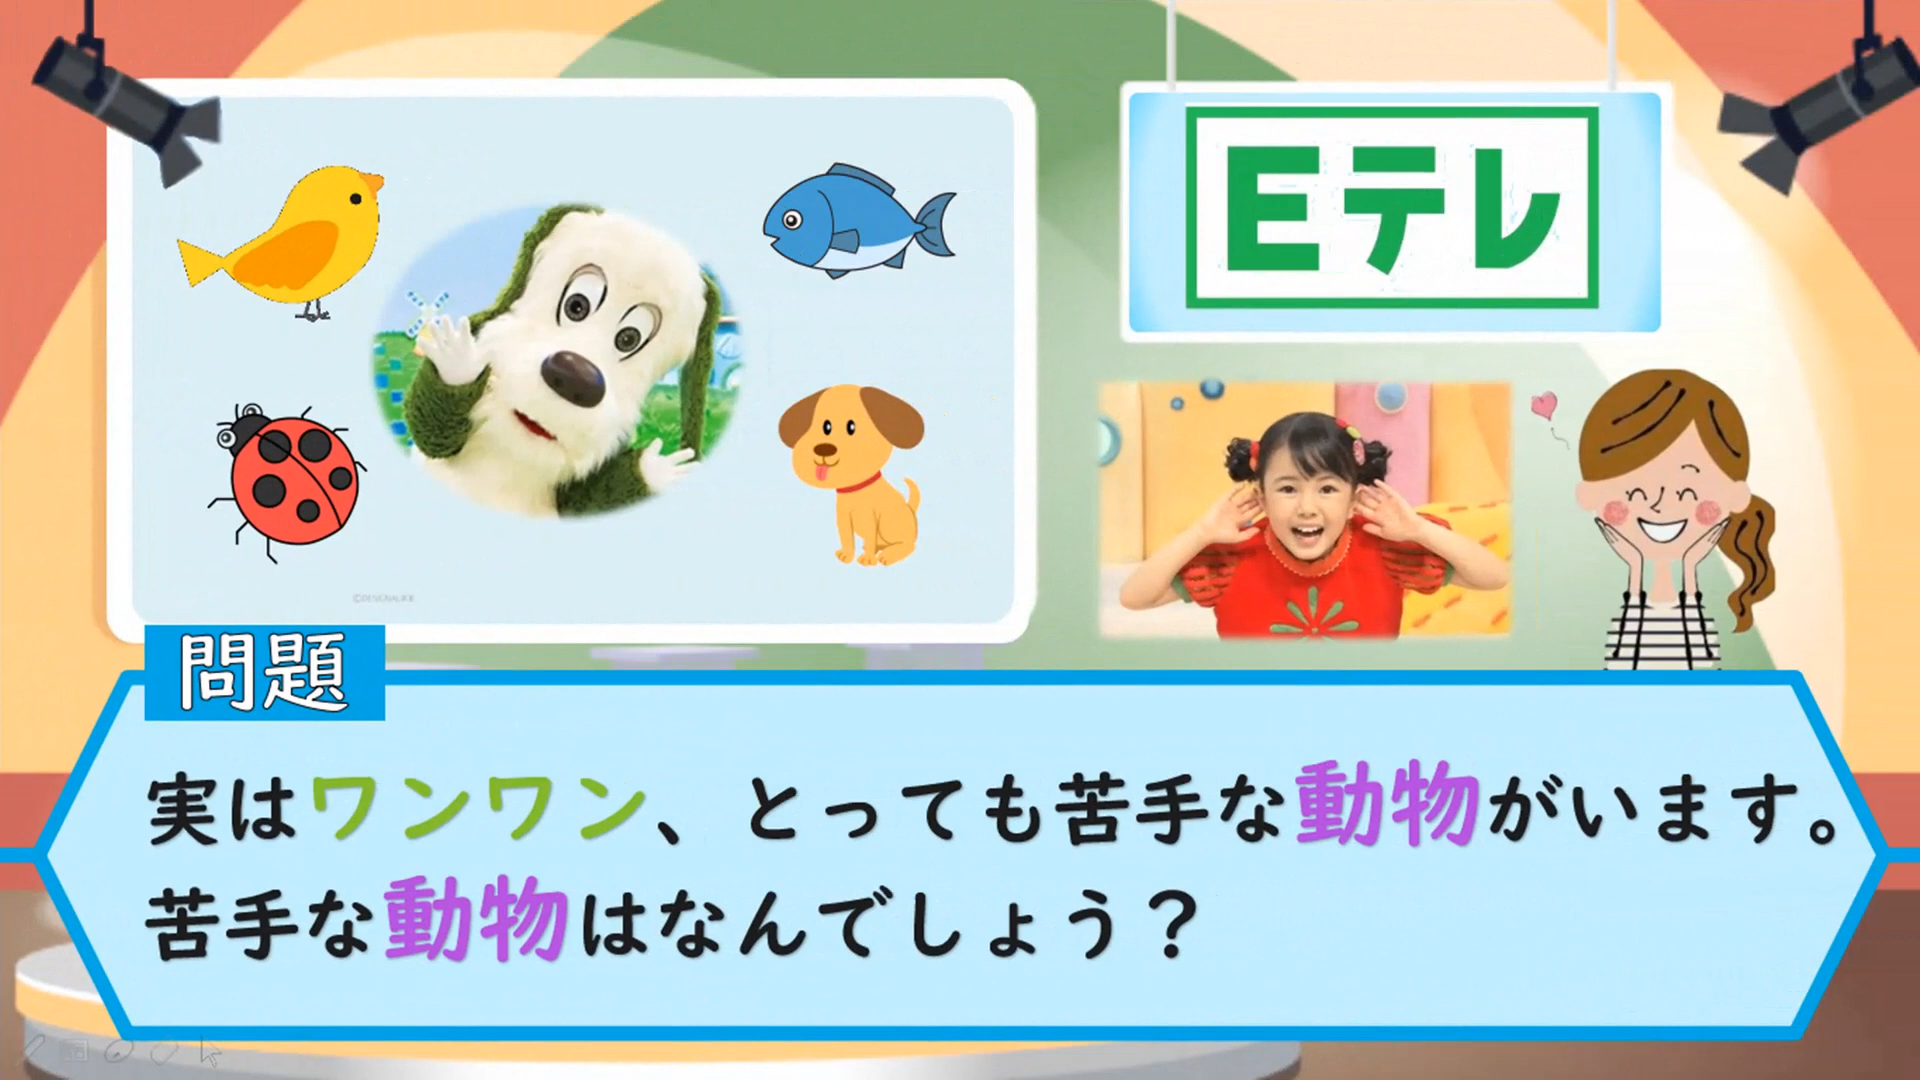 Eテレ
問題
実はワンワン、とっても苦手な動物がいます。
苦手な動物はなんでしょう？